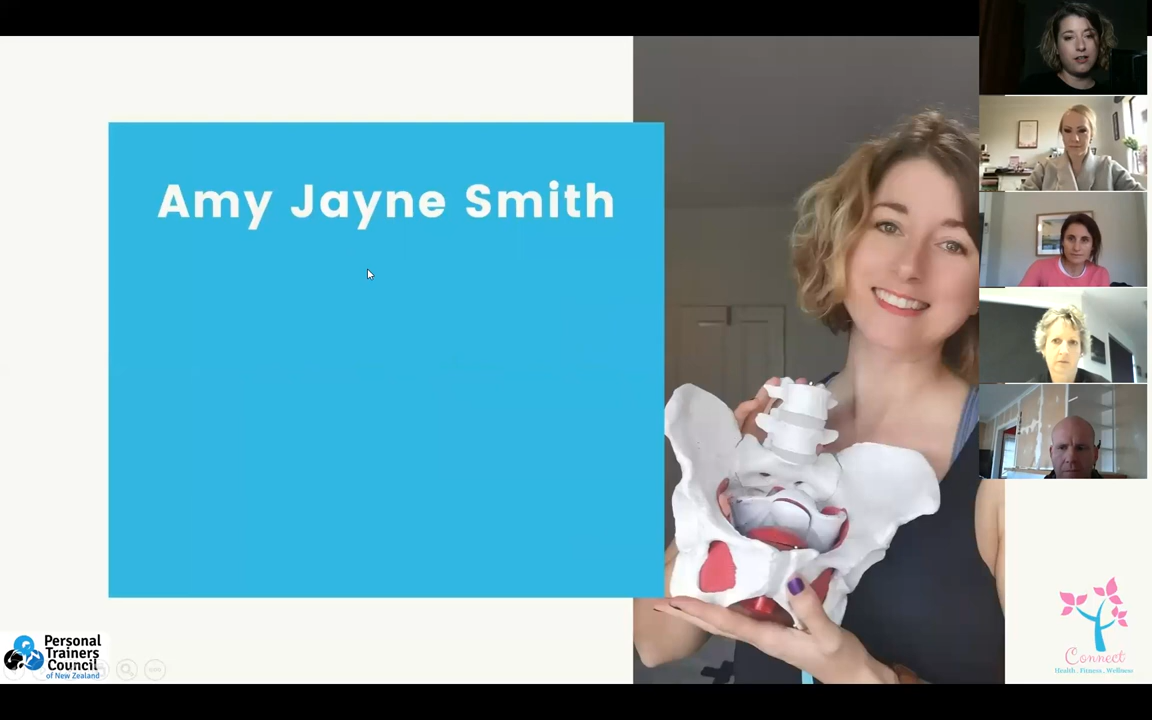 Amy Jayne Smith
Personal
Trainers
Council
of New Zealand
Connect
Health.. Fitness.. Wellness